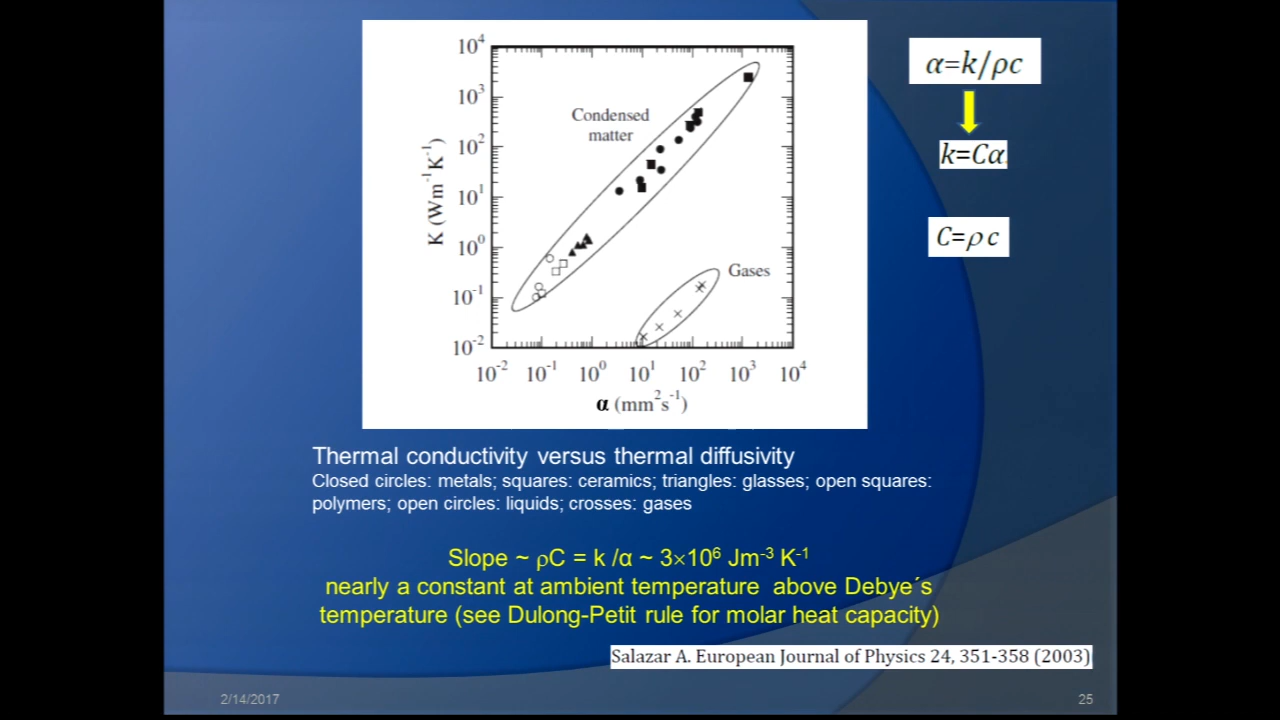 10⁴
10³
10²
10¹
10⁰
10⁻¹
10⁻²
K (Wm⁻¹K⁻¹)
Condensed
matter
Gases
10⁻² 10⁻¹ 10⁰ 10¹ 10² 10³ 10⁴
α (mm²s⁻¹)
α=k/ρc
k=Cα
C=ρc
Thermal conductivity versus thermal diffusivity
Closed circles: metals; squares: ceramics; triangles: glasses; open squares:
polymers; open circles: liquids; crosses: gases
Slope ~ ρC = k /α ~ 3×10⁶ Jm⁻³ K⁻¹
nearly a constant at ambient temperature above Debye´s
temperature (see Dulong-Petit rule for molar heat capacity)
Salazar A. European Journal of Physics 24, 351-358 (2003)
2/14/2017
25